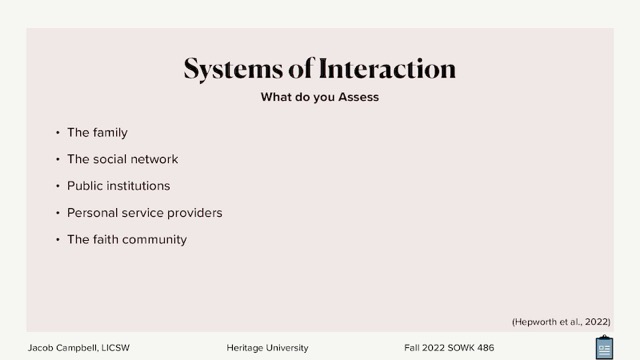 Systems of Interaction
What do you Assess
• The family
• The social network
• Public institutions
• Personal service providers
• The faith community
(Hepworth et al., 2022)
Jacob Campbell, LICSW Heritage University Fall 2022 SOWK 486